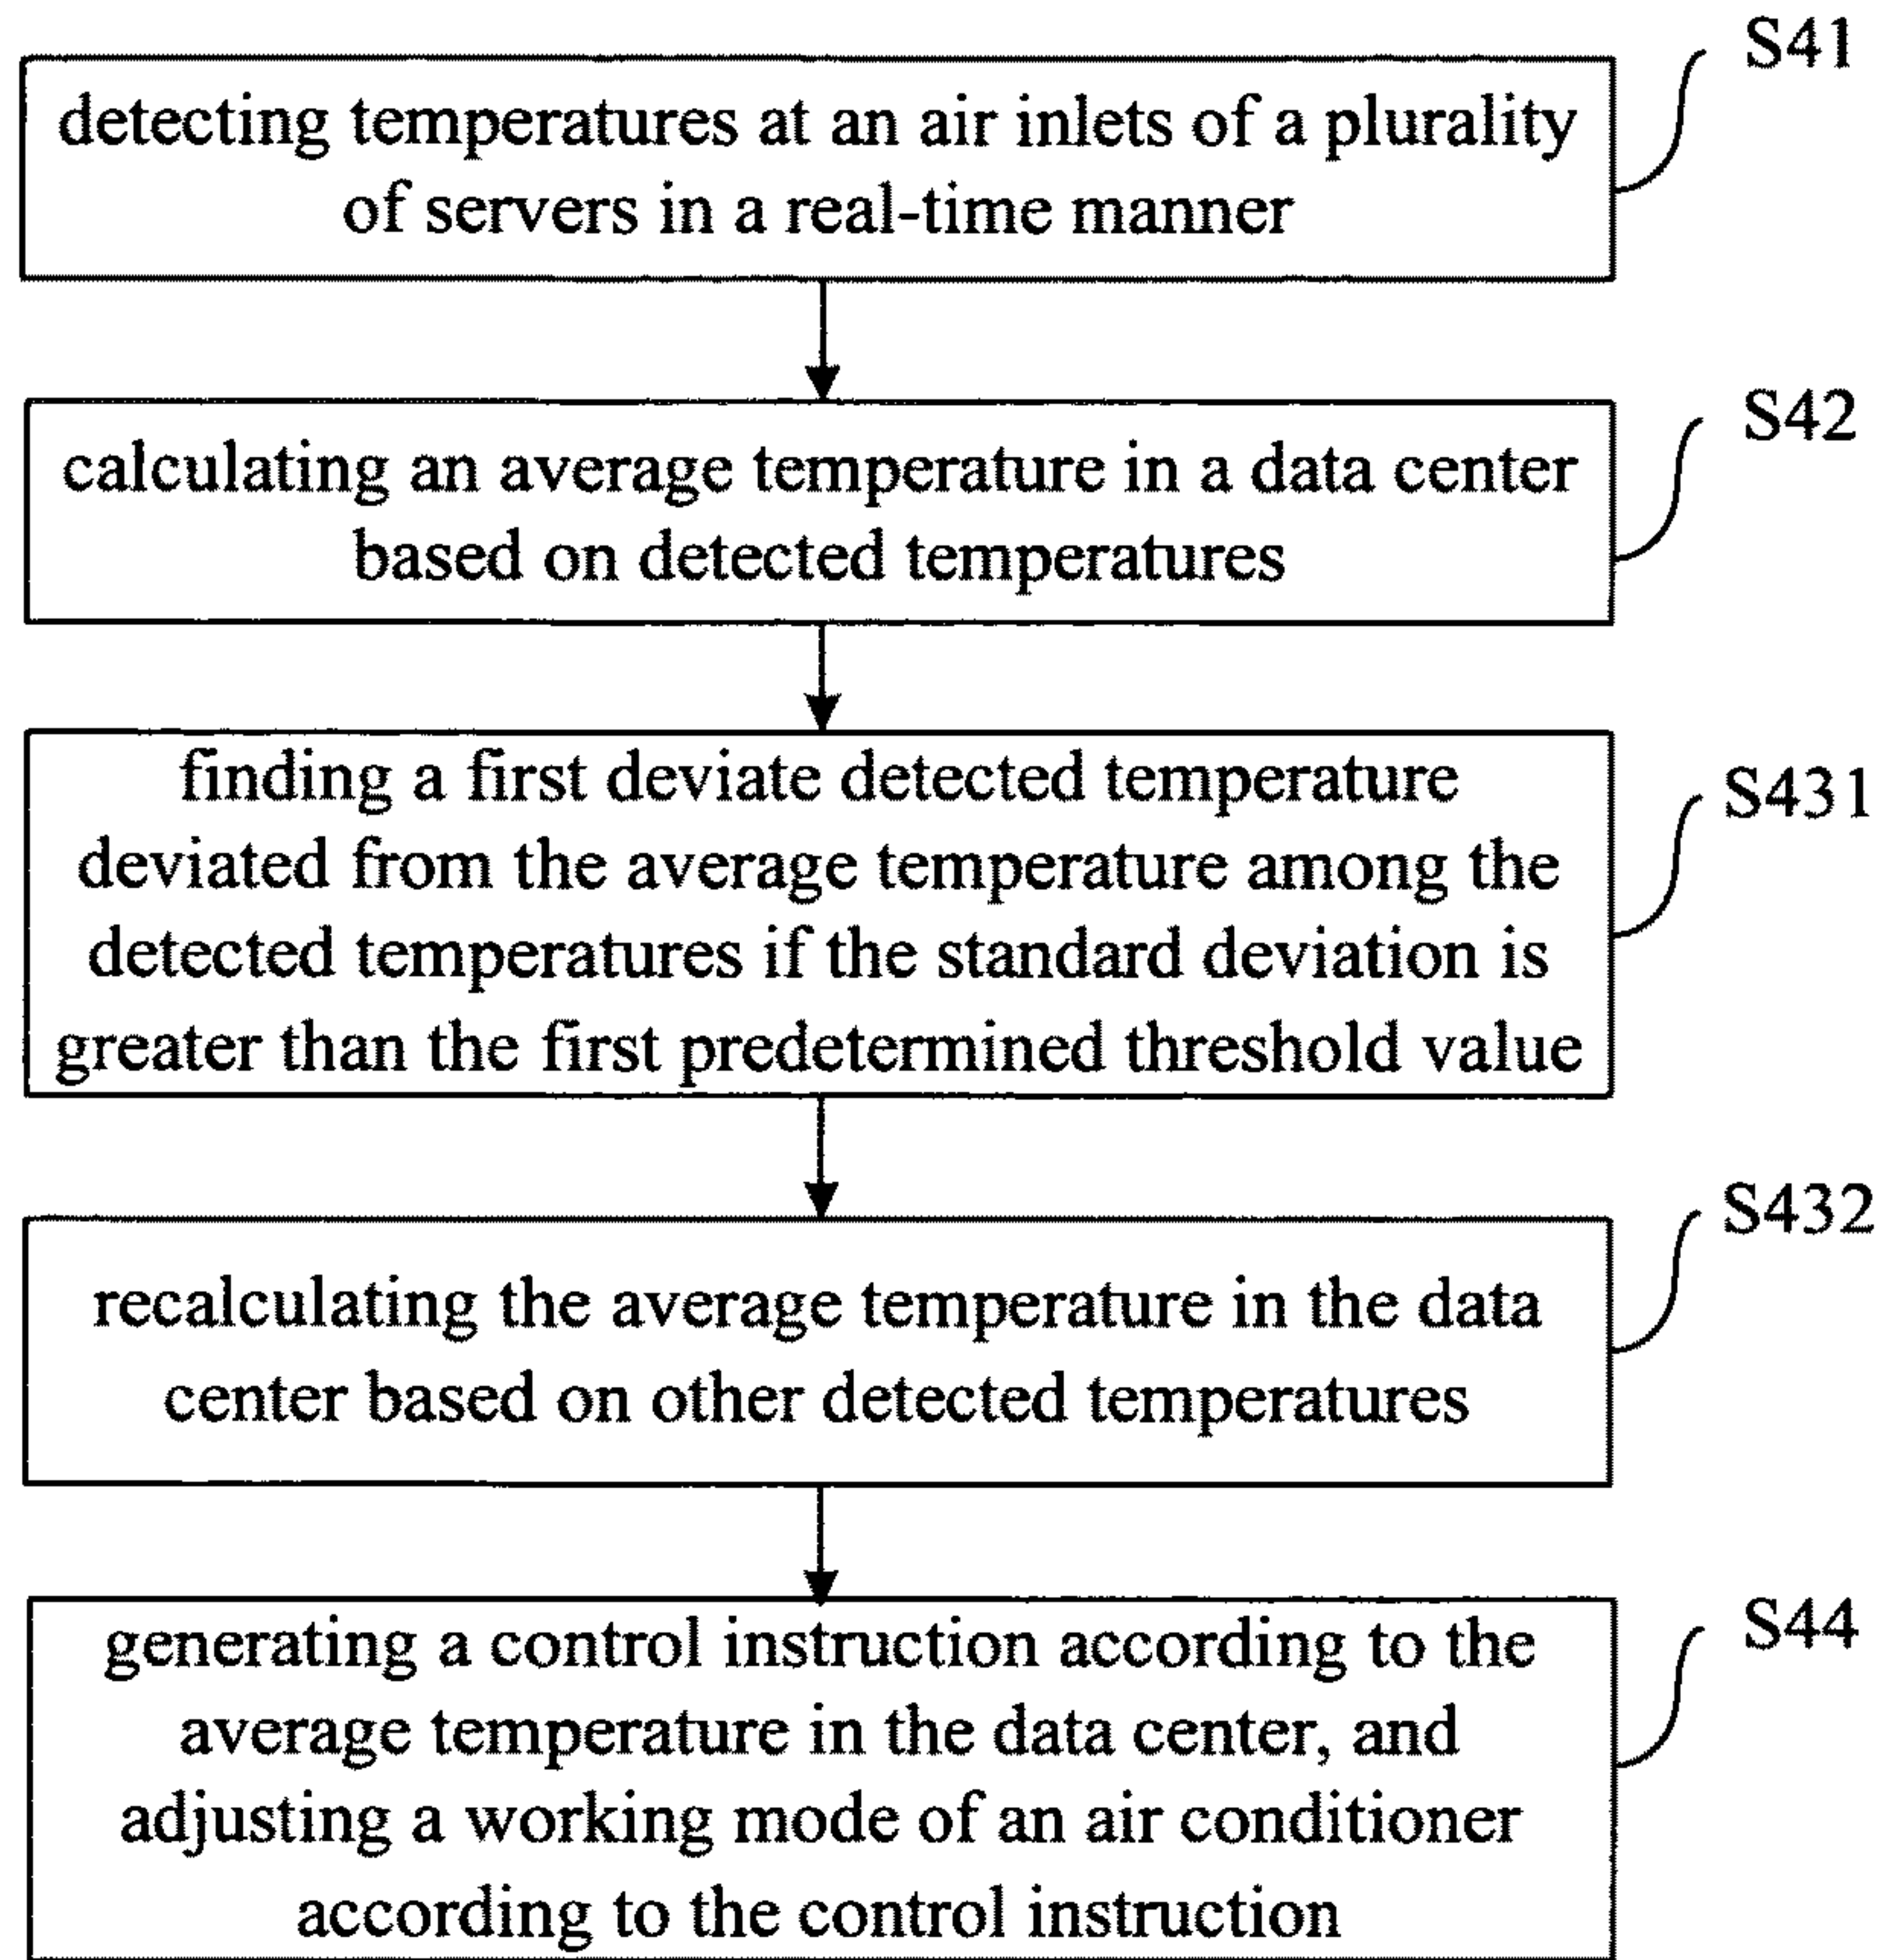 S41
detecting temperatures at an air inlets of a plurality
of servers in a real-time manner
S42
calculating an average temperature in a data center
based on detected temperatures
S431
finding a first deviate detected temperature
deviated from the average temperature among the
detected temperatures if the standard deviation is
greater than the first predetermined threshold value
S432
recalculating the average temperature in the data
center based on other detected temperatures
S44
generating a control instruction according to the
average temperature in the data center, and
adjusting a working mode of an air conditioner
according to the control instruction